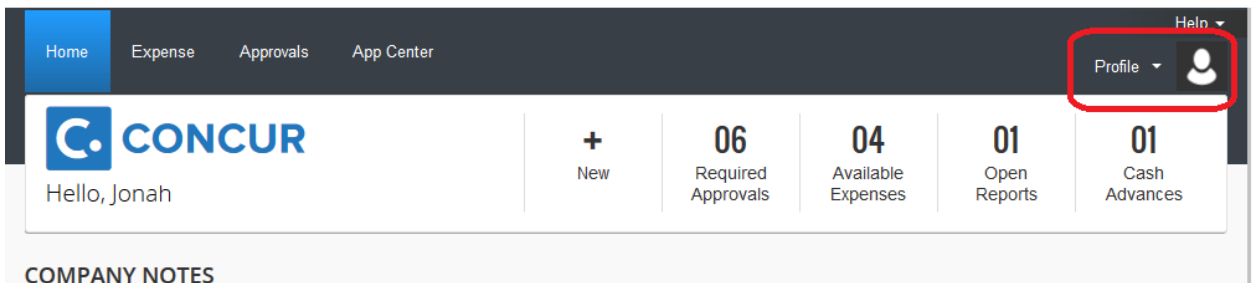 Help
Home Expense Approvals App Center Profile
C. CONCUR
Hello, Jonah
+ 06 04 01 01
New Required Available Open Cash
Approvals Expenses Reports Advances
COMPANY NOTES